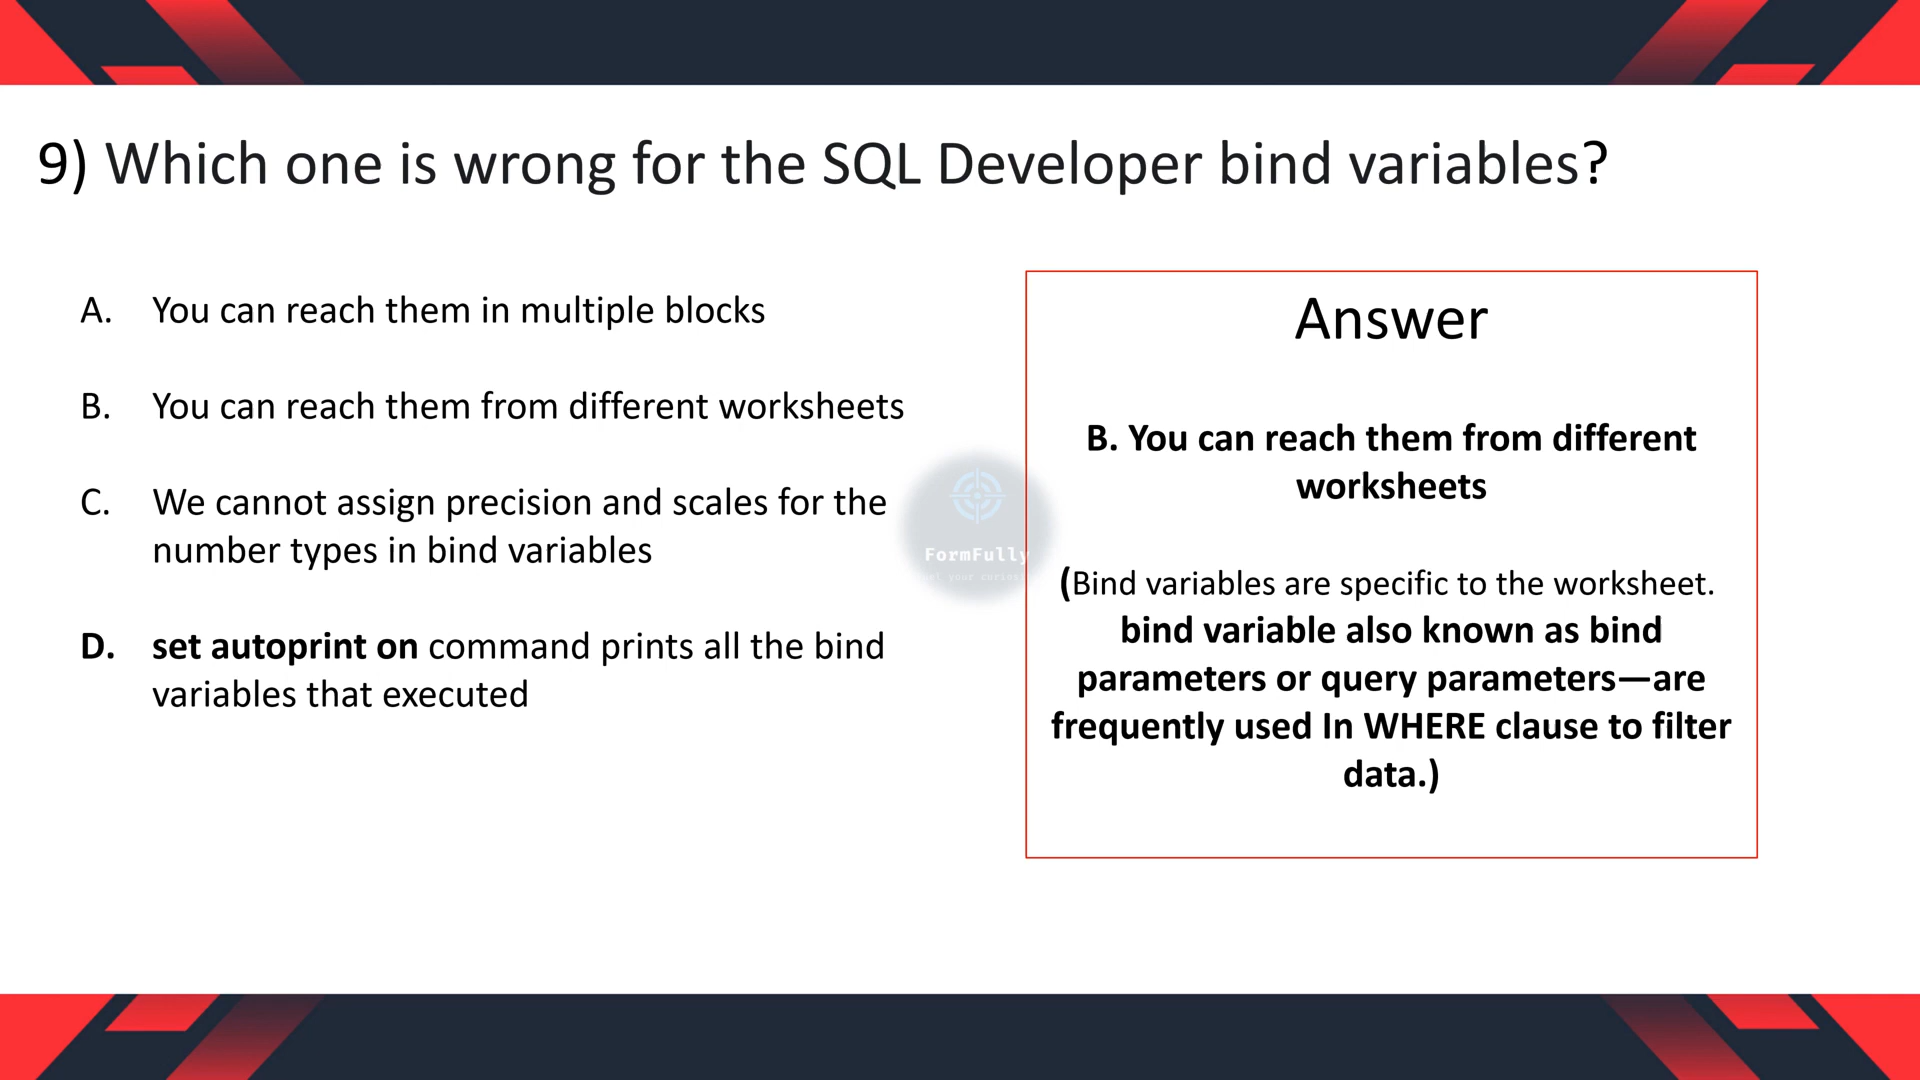 9) Which one is wrong for the SQL Developer bind variables?
A. You can reach them in multiple blocks
B. You can reach them from different worksheets
C. We cannot assign precision and scales for the
number types in bind variables
D. set autoprint on command prints all the bind
variables that executed
Answer
B. You can reach them from different
worksheets
(Bind variables are specific to the worksheet.
bind variable also known as bind
parameters or query parameters—are
frequently used In WHERE clause to filter
data.)
FormFully